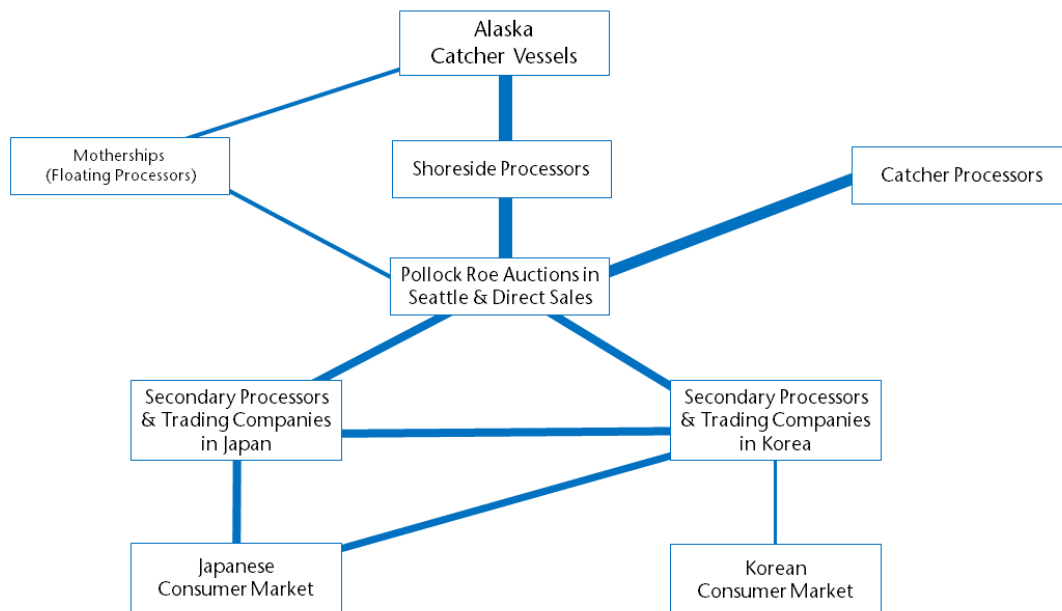 Alaska
Catcher Vessels
Motherships
(Floating Processors)
Shoreside Processors
Catcher Processors
Pollock Roe Auctions in
Seattle & Direct Sales
Secondary Processors
& Trading Companies
in Japan
Secondary Processors
& Trading Companies
in Korea
Japanese
Consumer Market
Korean
Consumer Market